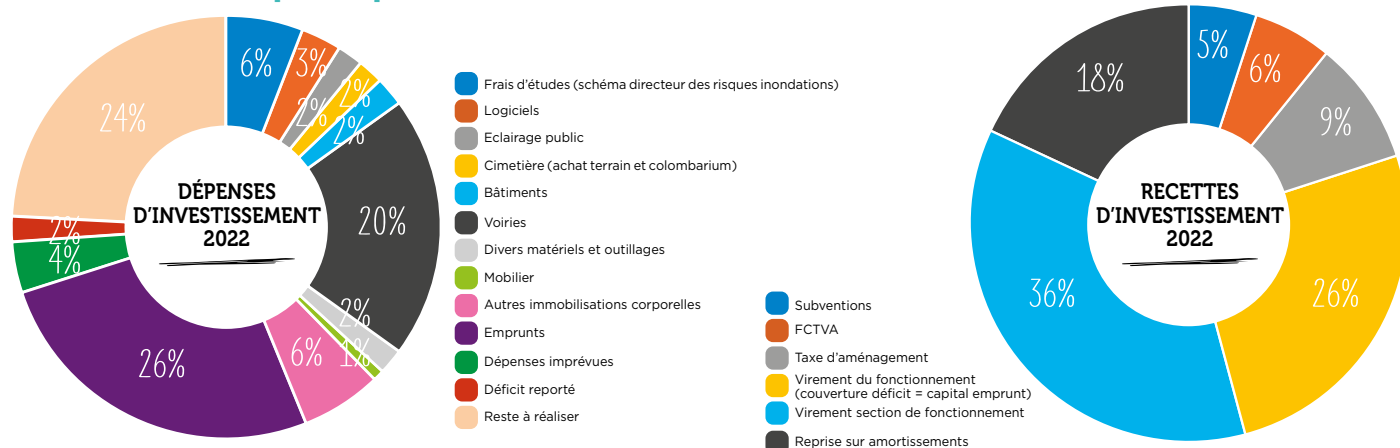 6%
3%
2%
2%
2%
20%
2%
1%
6%
26%
4%
2%
24%
DÉPENSES
D'INVESTISSEMENT
2022
Frais d'études (schéma directeur des risques inondations)
Logiciels
Eclairage public
Cimetière (achat terrain et colombarium)
Bâtiments
Voiries
Divers matériels et outillages
Mobilier
Autres immobilisations corporelles
Emprunts
Dépenses imprévues
Déficit reporté
Reste à réaliser
Subventions
FCTVA
Taxe d'aménagement
Virement du fonctionnement
(couverture déficit = capital emprunt)
Virement section de fonctionnement
Reprise sur amortissements
5%
6%
9%
26%
36%
18%
RECETTES
D'INVESTISSEMENT
2022